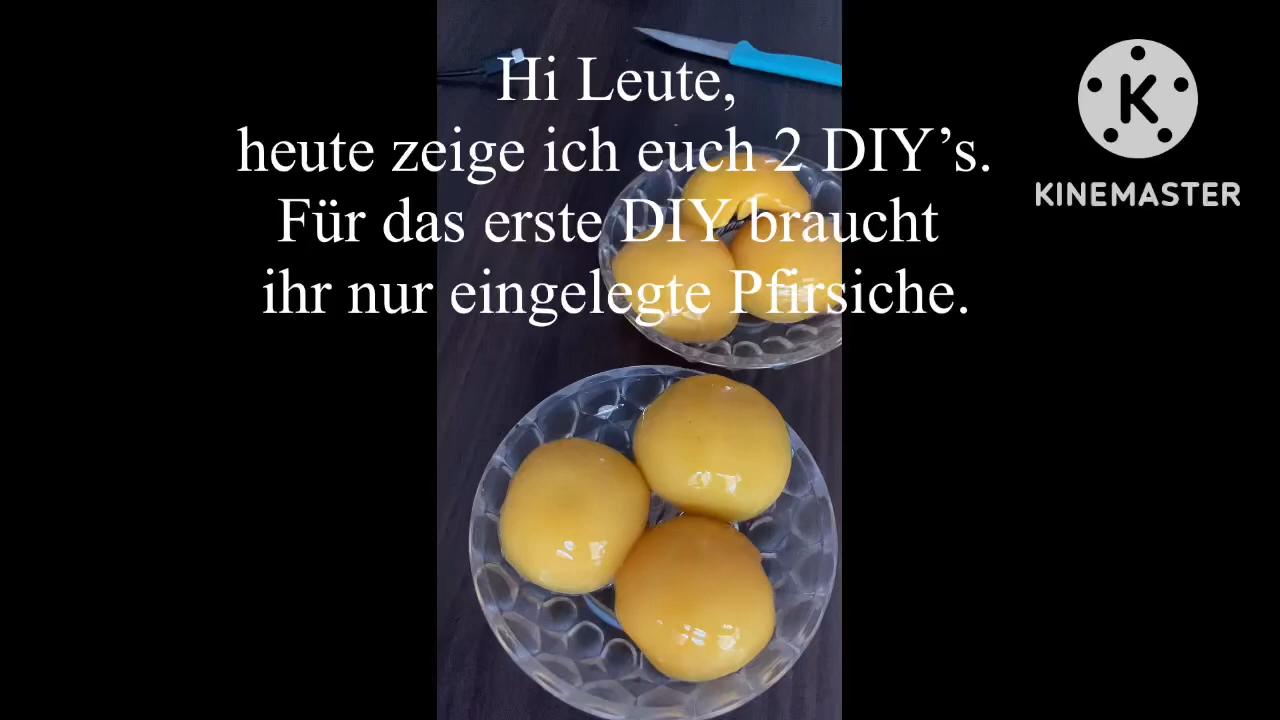 Hi Leute,
heute zeige ich euch 2 DIY’s.
Für das erste DIY braucht
ihr nur eingelegte Pfirsiche.
K
KINEMASTER